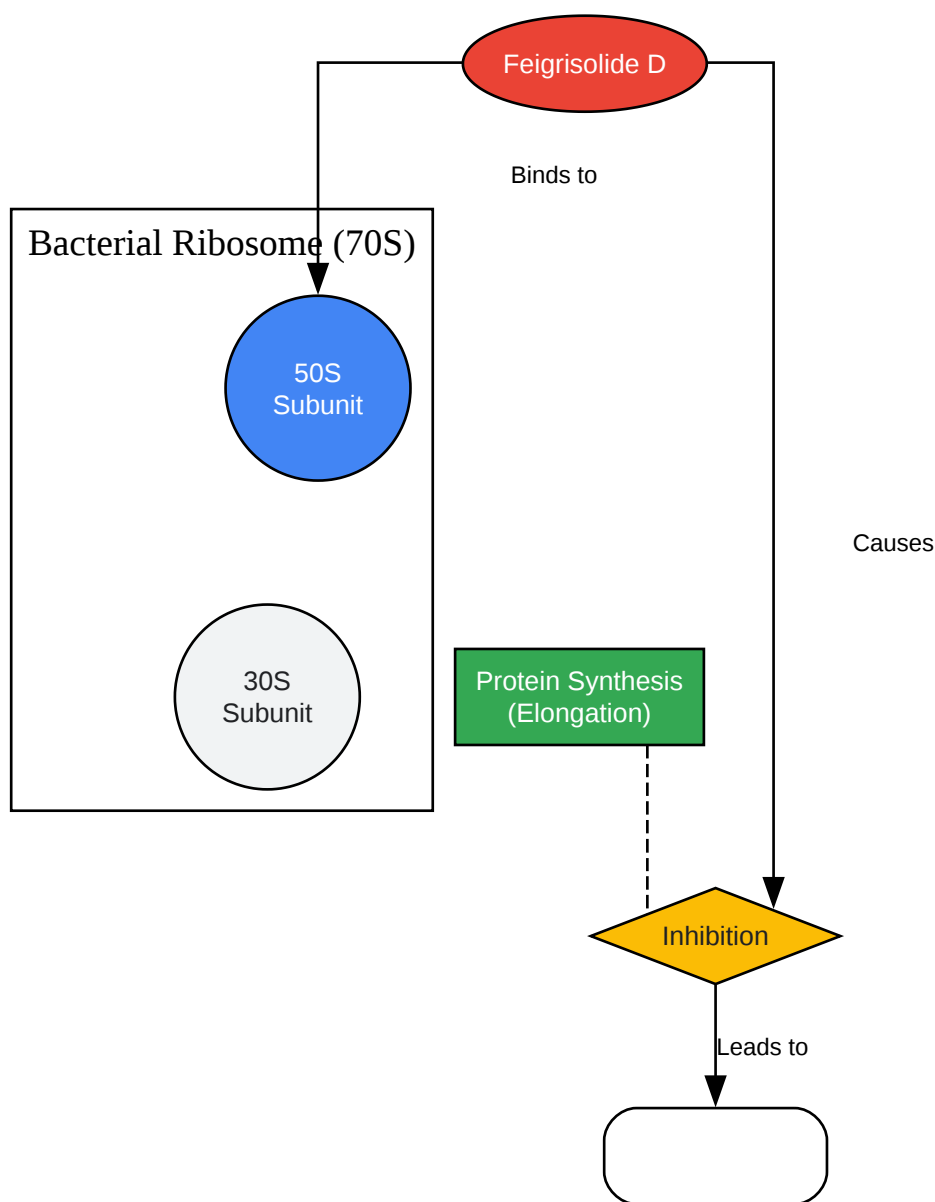 Feigrisolide D
Binds to
Bacterial Ribosome (70S)
50S
Subunit
Causes
30S
Subunit
Protein Synthesis
(Elongation)
Inhibition
Leads to